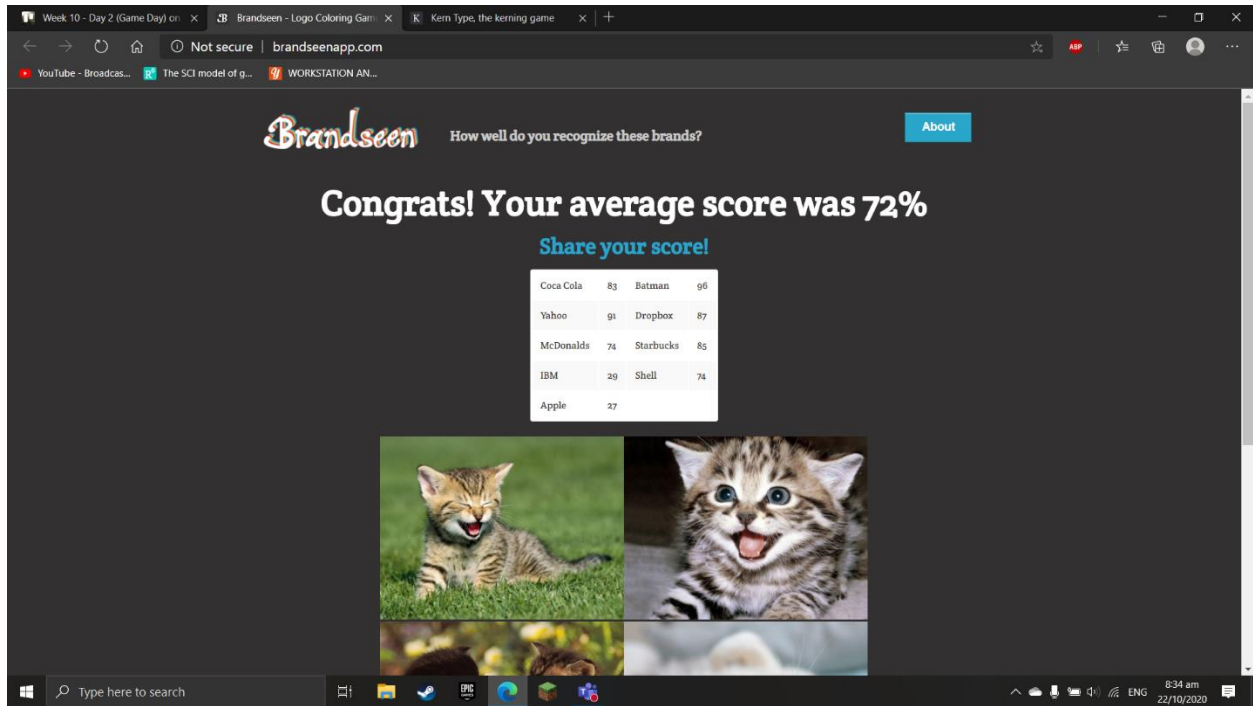 Week 10 - Day 2 (Game Day) on
Brandseen - Logo Coloring Gam
Kern Type, the kerning game
Not secure | brandseenapp.com
ABP
YouTube - Broadcas...
The SCI model of g...
WORKSTATION AN...
Brandseen
How well do you recognize these brands?
About
Congrats! Your average score was 72%
Share your score!
Coca Cola 83 Batman 96
Yahoo 91 Dropbox 87
McDonalds 74 Starbucks 85
IBM 29 Shell 74
Apple 27
Type here to search
EPIC GAMES
ENG
8:34 am
22/10/2020